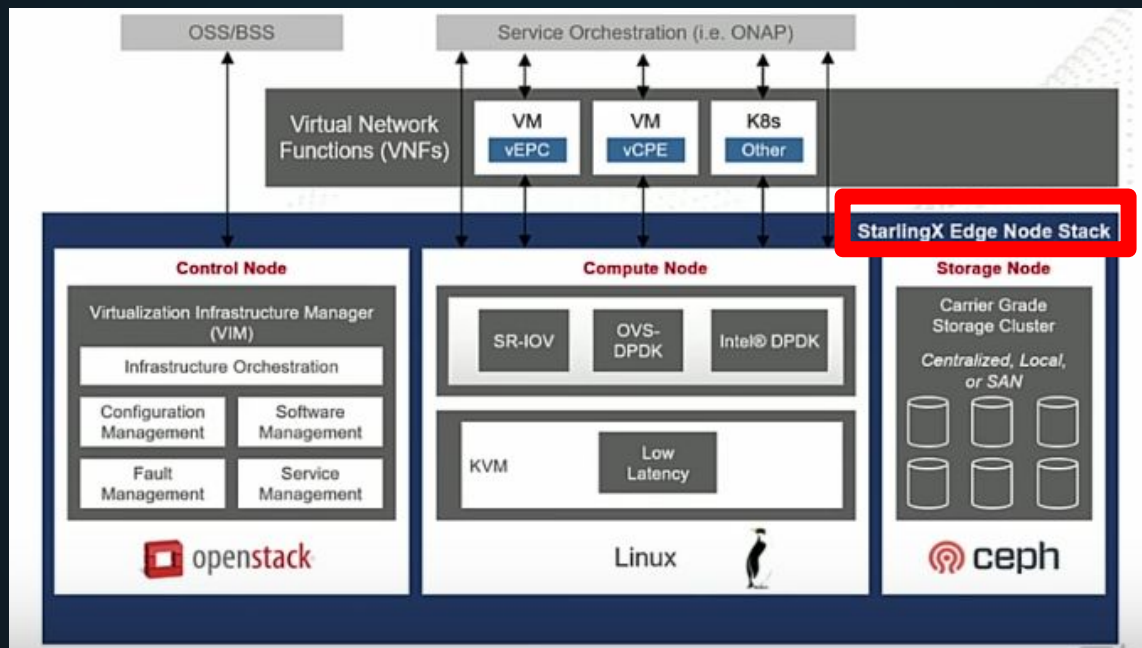 OSS/BSS
Service Orchestration (i.e. ONAP)
Virtual Network
Functions (VNFs)
VM
vEPC
VM
vCPE
K8s
Other
StarlingX Edge Node Stack
Control Node
Virtualization Infrastructure Manager
(VIM)
Infrastructure Orchestration
Configuration
Management
Software
Management
Fault
Management
Service
Management
openstack
Compute Node
SR-IOV
OVS-
DPDK
Intel® DPDK
KVM
Low
Latency
Linux
Storage Node
Carrier Grade
Storage Cluster
Centralized, Local,
or SAN
ceph